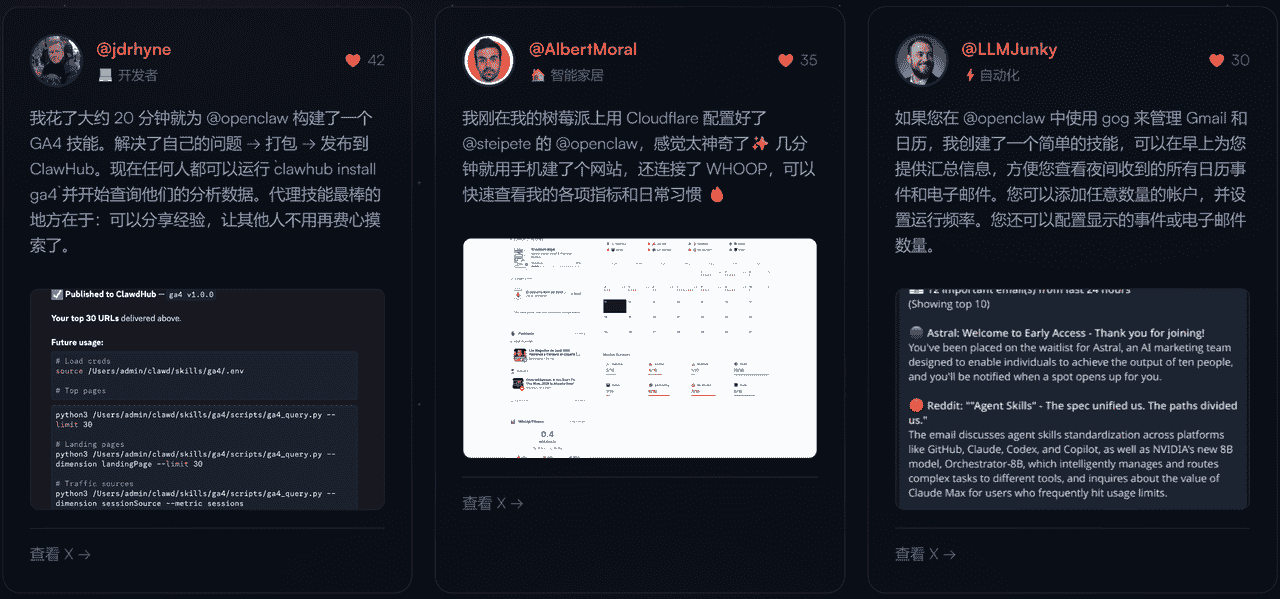 @jdrhyne
42
开发者
我花了大约 20 分钟就为 @openclaw 构建了一个
GA4 技能。解决了自己的问题 → 打包 → 发布到
ClawHub。现在任何人都可以运行 `clawhub install
ga4` 并开始查询他们的分析数据。代理技能最棒的
地方在于：可以分享经验，让其他人不用再费心摸
索了。
Published to ClawdHub — ga4 v1.0.0
Your top 30 URLs delivered above.
Future usage:
# Load creds
source /Users/admin/clawd/skills/ga4/.env
# Top pages
python3 /Users/admin/clawd/skills/ga4/scripts/ga4_query.py --
limit 30
# Landing pages
python3 /Users/admin/clawd/skills/ga4/scripts/ga4_query.py --
dimension landingPage --limit 30
# Traffic sources
python3 /Users/admin/clawd/skills/ga4/scripts/ga4_query.py --
dimension sessionSource --metric sessions
查看 X →
@AlbertMoral
35
智能家居
我刚在我的树莓派上用 Cloudflare 配置好了
@steipete 的 @openclaw，感觉太神奇了✨ 几分
钟就用手机建了个网站，还连接了 WHOOP，可以
快速查看我的各项指标和日常习惯 🔥
0.4
查看 X →
@LLMJunky
30
自动化
如果您在 @openclaw 中使用 gog 来管理 Gmail 和
日历，我创建了一个简单的技能，可以在早上为您
提供汇总信息，方便您查看夜间收到的所有日历事
件和电子邮件。您可以添加任意数量的帐户，并设
置运行频率。您还可以配置显示的事件或电子邮件
数量。
12 important email(s) from last 24 hours
(Showing top 10)
Astral: Welcome to Early Access - Thank you for joining!
You've been placed on the waitlist for Astral, an AI marketing team
designed to enable individuals to achieve the output of ten people,
and you'll be notified when a spot opens up for you.
Reddit: ""Agent Skills" - The spec unified us. The paths divided
us."
The email discusses agent skills standardization across platforms
like GitHub, Claude, Codex, and Copilot, as well as NVIDIA's new 8B
model, Orchestrator-8B, which intelligently manages and routes
complex tasks to different tools, and inquires about the value of
Claude Max for users who frequently hit usage limits.
查看 X →